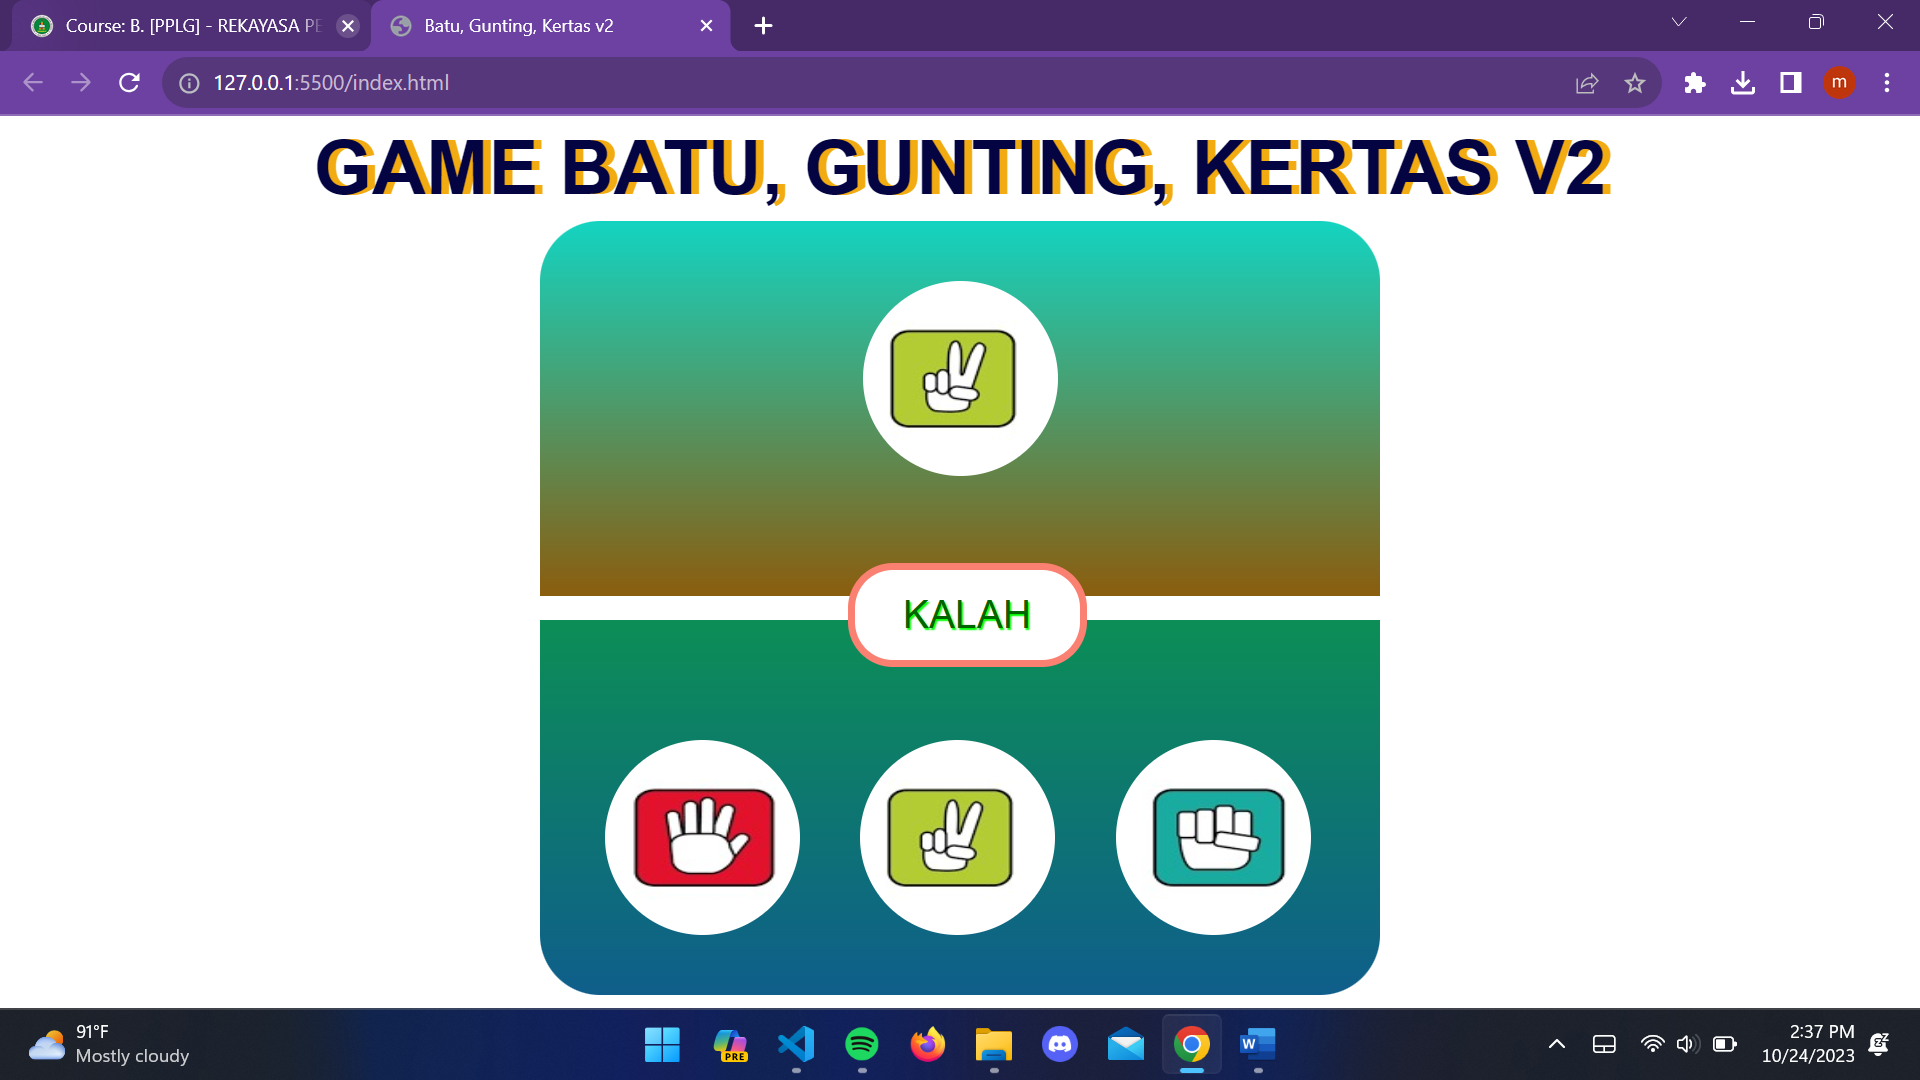 Course: B. [PPLG] - REKAYASA PE
Batu, Gunting, Kertas v2
127.0.0.1:5500/index.html
m
GAME BATU, GUNTING, KERTAS V2
KALAH
91°F
Mostly cloudy
PRE
W
2:37 PM
10/24/2023